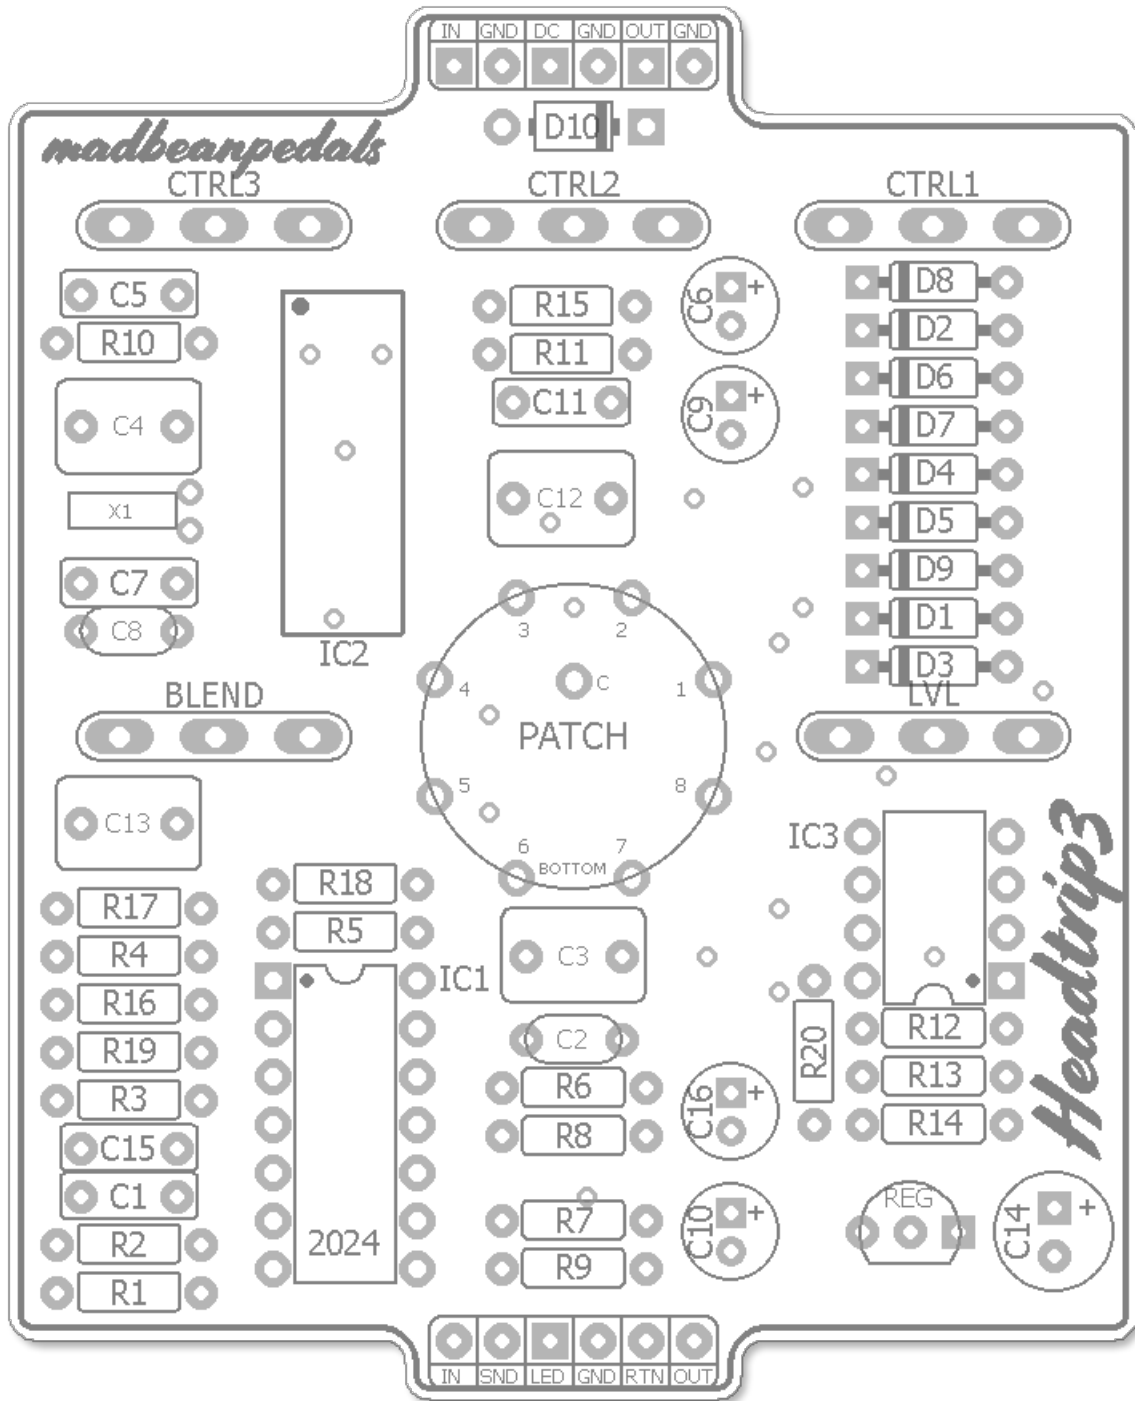 IN GND DC GND OUT GND
D10
madbeanpedals
CTRL3 CTRL2 CTRL1
C5 R15 C6 + D8
R10 R11 D2
C11 C9 + D6
C4 D7
C12 D4
X1 D5
C7 D9
C8 3 2 D1
IC2 4 C 1 D3
BLEND PATCH LVL
5 8
C13 6 7 IC3
BOTTOM
R18
R17 R5
R4 C3
R16 IC1 Headtrip3
R19 C2 R20 R12
R3 R6 C16 + R13
C15 R8 R14
C1 R7 C10 + REG C14 +
R2 2024 R9
R1
IN SND LED GND RTN OUT